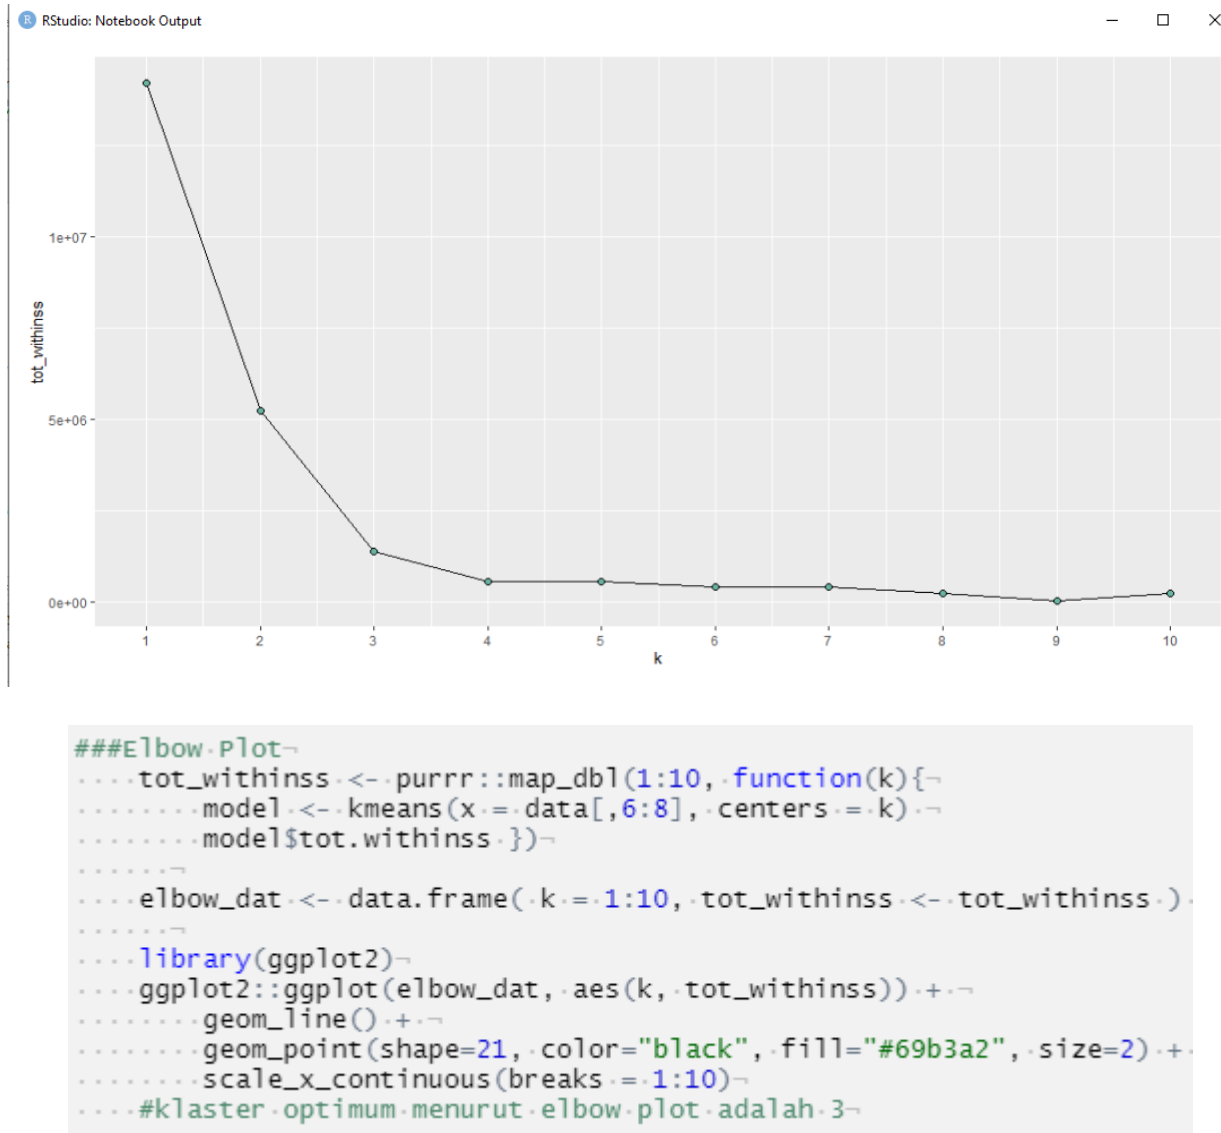 RStudio: Notebook Output
1e+07
tot_withinss
5e+06
0e+00
1 2 3 4 5 6 7 8 9 10
k
###Elbow Plot
tot_withinss <- purrr::map_dbl(1:10, function(k){
model <- kmeans(x = data[,6:8], centers = k)
model$tot.withinss })
elbow_dat <- data.frame( k = 1:10, tot_withinss <- tot_withinss )
library(ggplot2)
ggplot2::ggplot(elbow_dat, aes(k, tot_withinss)) +
geom_line() +
geom_point(shape=21, color="black", fill="#69b3a2", size=2) +
scale_x_continuous(breaks = 1:10)
#klaster optimum menurut elbow plot adalah 3